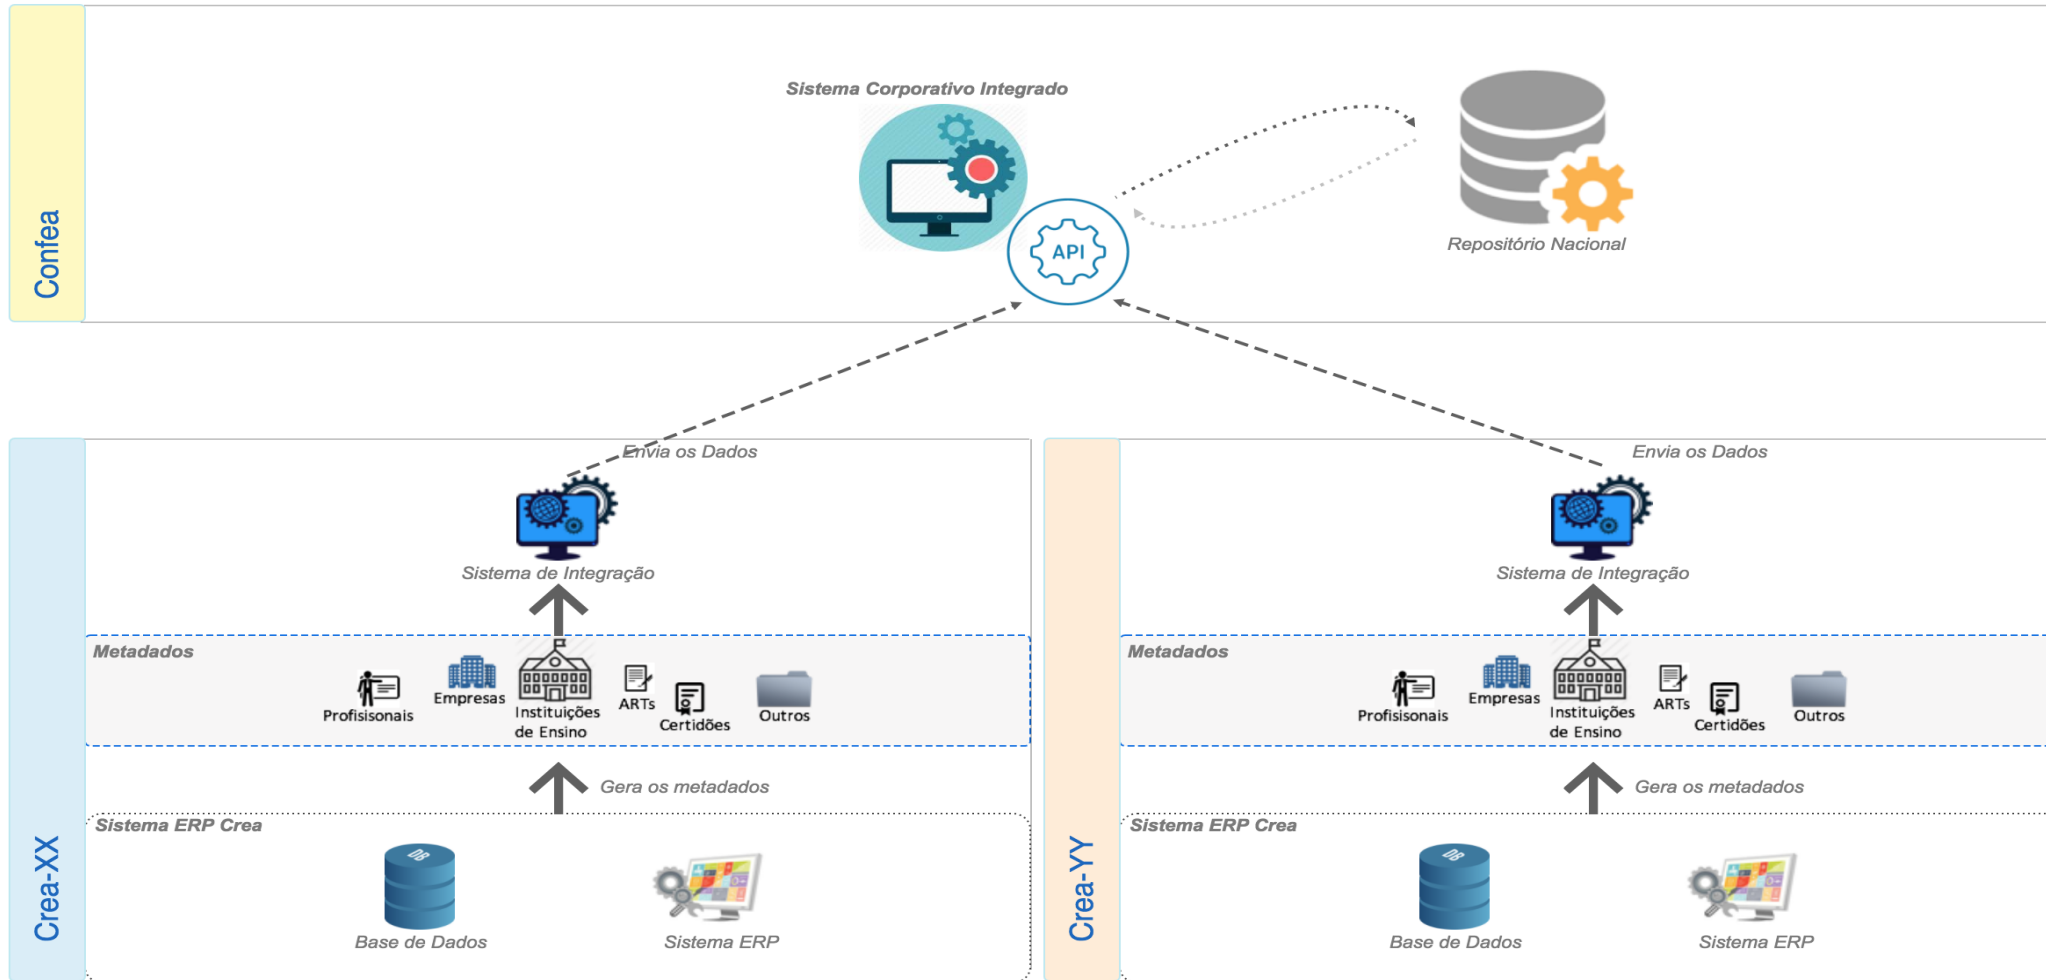 Confea
Sistema Corporativo Integrado
API
Repositório Nacional
Crea-XX
Envia os Dados
Sistema de Integração
Metadados
Profisisonais
Empresas
Instituições
de Ensino
ARTs
Certidões
Outros
Gera os metadados
Sistema ERP Crea
DB
Base de Dados
Sistema ERP
Crea-YY
Envia os Dados
Sistema de Integração
Metadados
Profisisonais
Empresas
Instituições
de Ensino
ARTs
Certidões
Outros
Gera os metadados
Sistema ERP Crea
DB
Base de Dados
Sistema ERP